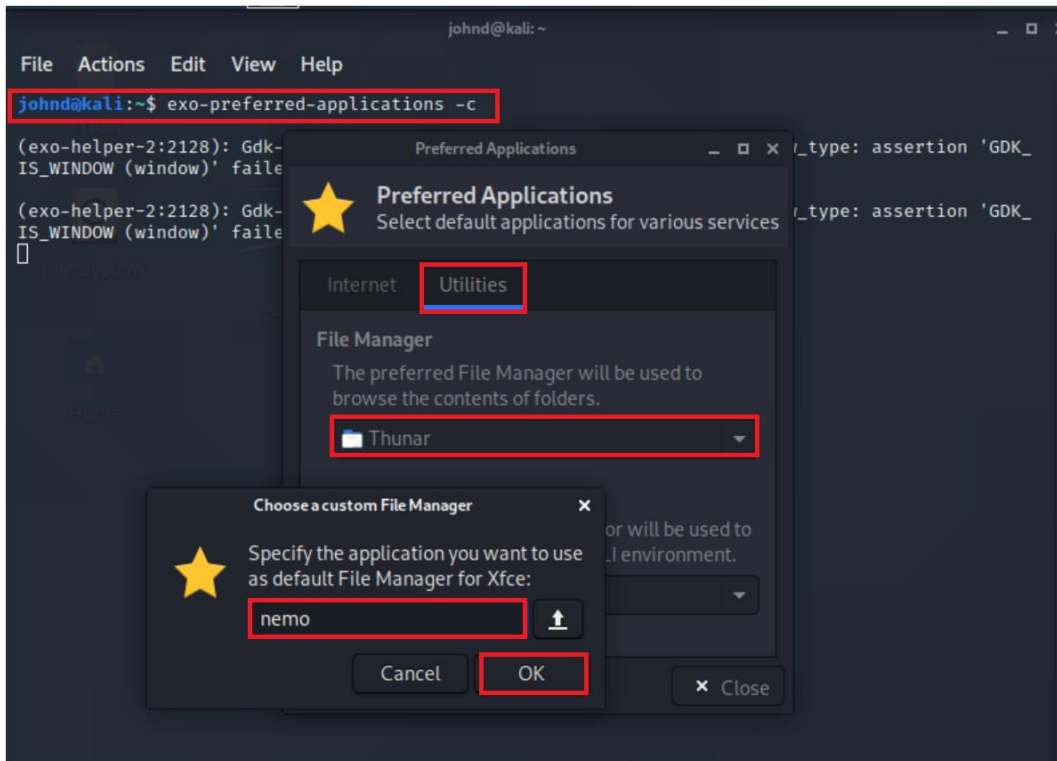 johnd@kali: ~
File Actions Edit View Help
johnd@kali:~$ exo-preferred-applications -c
(exo-helper-2:2128): Gdk-
_type: assertion 'GDK_
IS_WINDOW (window)' faile
(exo-helper-2:2128): Gdk-
_type: assertion 'GDK_
IS_WINDOW (window)' faile
File System
Home
Preferred Applications
Preferred Applications
Select default applications for various services
Internet Utilities
File Manager
The preferred File Manager will be used to
browse the contents of folders.
Thunar
or will be used to
LI environment.
Close
Choose a custom File Manager
Specify the application you want to use
as default File Manager for Xfce:
nemo
Cancel OK